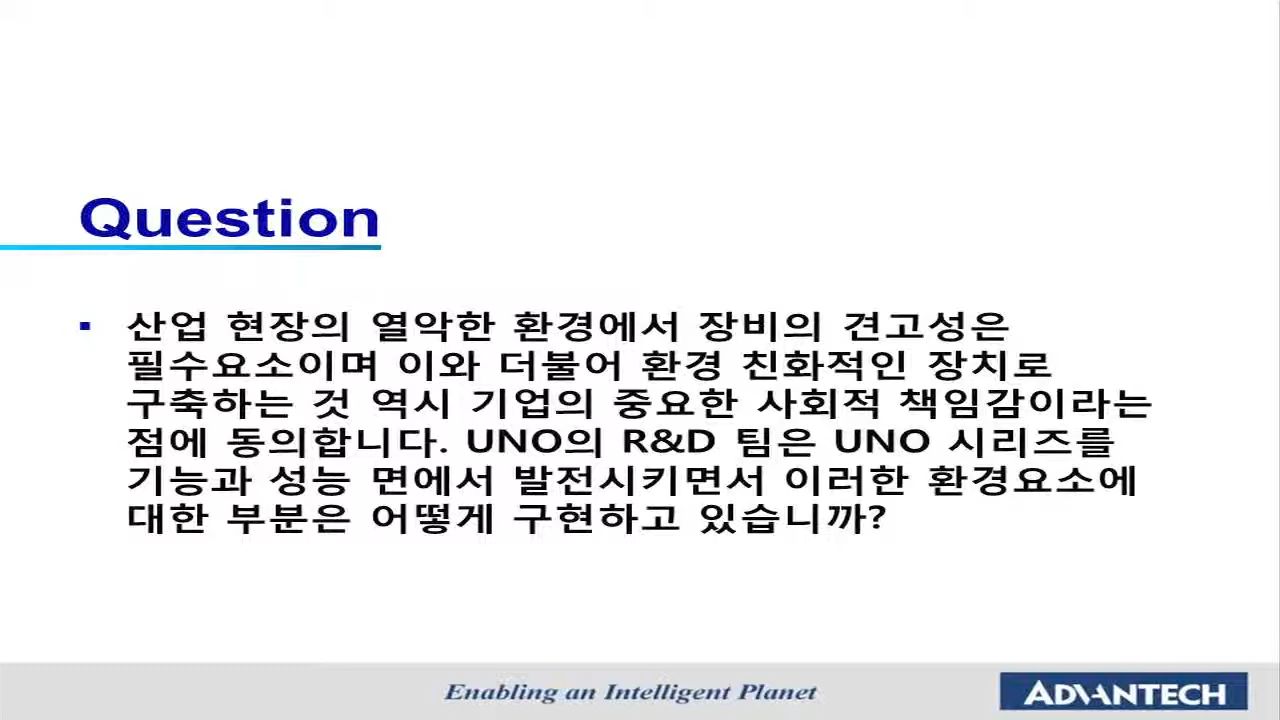 Question
▪ 산업 현장의 열악한 환경에서 장비의 견고성은
필수요소이며 이와 더불어 환경 친화적인 장치로
구축하는 것 역시 기업의 중요한 사회적 책임감이라는
점에 동의합니다. UNO의 R&D 팀은 UNO 시리즈를
기능과 성능 면에서 발전시키면서 이러한 환경요소에
대한 부분은 어떻게 구현하고 있습니까?
Enabling an Intelligent Planet
ADVANTECH